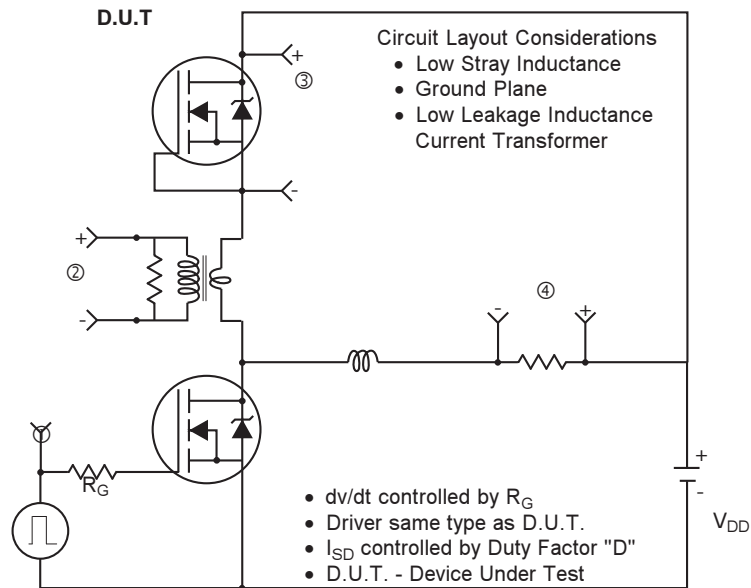 D.U.T
+
③
Circuit Layout Considerations
• Low Stray Inductance
• Ground Plane
• Low Leakage Inductance
Current Transformer
-
+
②
-
④
-
+
①
R_G
+
-
V_DD
• dv/dt controlled by R_G
• Driver same type as D.U.T.
• I_SD controlled by Duty Factor "D"
• D.U.T. - Device Under Test